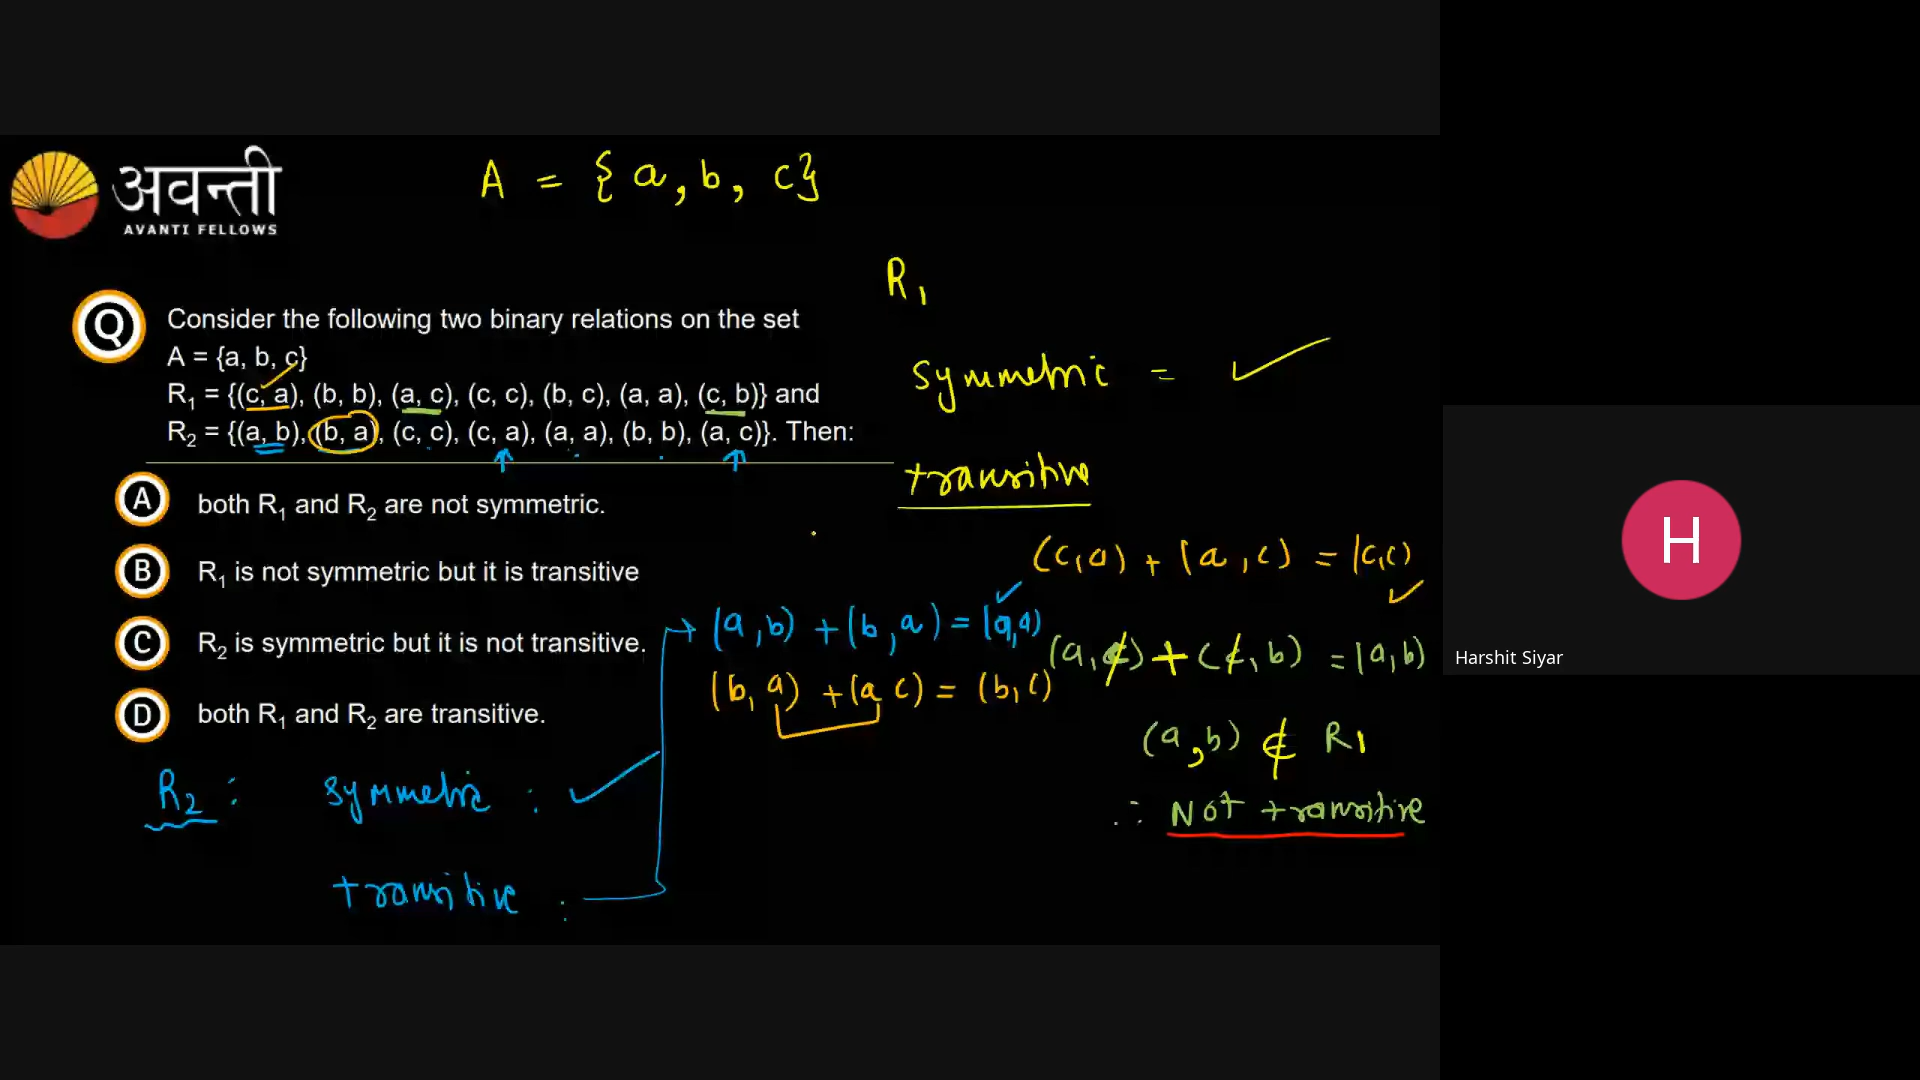 अवन्ती
AVANTI FELLOWS
A = {a, b, c}
Q
Consider the following two binary relations on the set
A = {a, b, c}
R1 = {(c, a), (b, b), (a, c), (c, c), (b, c), (a, a), (c, b)} and
R2 = {(a, b), (b, a), (c, c), (c, a), (a, a), (b, b), (a, c)}. Then:
A both R1 and R2 are not symmetric.
B R1 is not symmetric but it is transitive
C R2 is symmetric but it is not transitive.
D both R1 and R2 are transitive.
R1
symmetric = ✓
transitive
(c,a) + (a,c) = (c,c) ✓
(a,c) + (c,b) = (a,b)
(a,b) ∉ R1
∴ Not transitive
R2 : symmetric : ✓
transitive :
→ (a,b) + (b,a) = (a,a) ✓
(b,a) + (a c) = (b,c)
H
Harshit Siyar